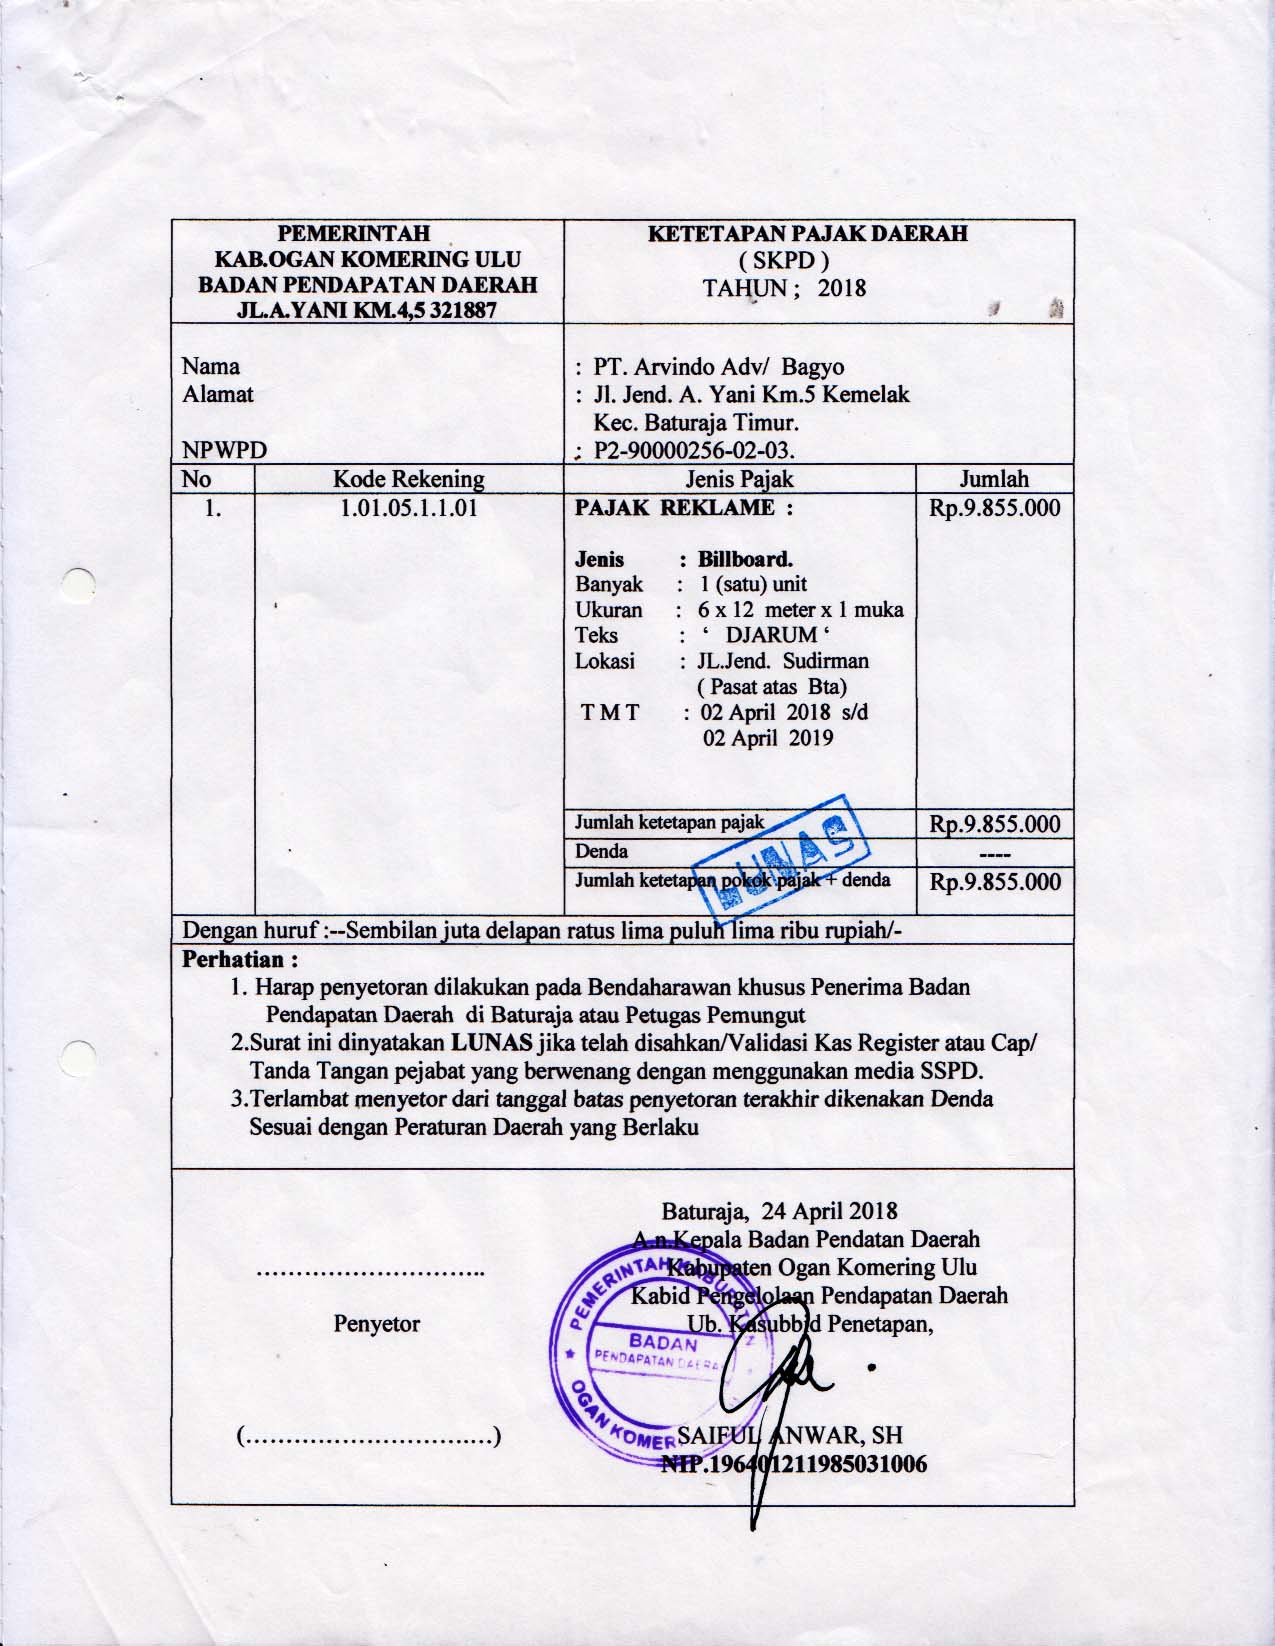 PEMERINTAH
KAB.OGAN KOMERING ULU
BADAN PENDAPATAN DAERAH
JL.A.YANI KM.4,5 321887
KETETAPAN PAJAK DAERAH
( SKPD )
TAHUN ; 2018
Nama : PT. Arvindo Adv/ Bagyo
Alamat : Jl. Jend. A. Yani Km.5 Kemelak
Kec. Baturaja Timur.
NPWPD : P2-90000256-02-03.
No Kode Rekening Jenis Pajak Jumlah
1. 1.01.05.1.1.01 PAJAK REKLAME : Rp.9.855.000
Jenis : Billboard.
Banyak : 1 (satu) unit
Ukuran : 6 x 12 meter x 1 muka
Teks : ‘ DJARUM ‘
Lokasi : JL.Jend. Sudirman
( Pasat atas Bta)
T M T : 02 April 2018 s/d
02 April 2019
Jumlah ketetapan pajak Rp.9.855.000
Denda ----
Jumlah ketetapan pokok pajak + denda Rp.9.855.000
LUNAS
Dengan huruf :--Sembilan juta delapan ratus lima puluh lima ribu rupiah/-
Perhatian :
1. Harap penyetoran dilakukan pada Bendaharawan khusus Penerima Badan
Pendapatan Daerah di Baturaja atau Petugas Pemungut
2.Surat ini dinyatakan LUNAS jika telah disahkan/Validasi Kas Register atau Cap/
Tanda Tangan pejabat yang berwenang dengan menggunakan media SSPD.
3.Terlambat menyetor dari tanggal batas penyetoran terakhir dikenakan Denda
Sesuai dengan Peraturan Daerah yang Berlaku
Baturaja, 24 April 2018
A.n.Kepala Badan Pendatan Daerah
Kabupaten Ogan Komering Ulu
Kabid Pengelolaan Pendapatan Daerah
Ub. Kasubbid Penetapan,
………………………..
Penyetor
(…………………………)
PEMERINTAH KABUPAT
BADAN
PENDAPATAN DAERA
OGAN KOMER
SAIFUL ANWAR, SH
NIP.196401211985031006